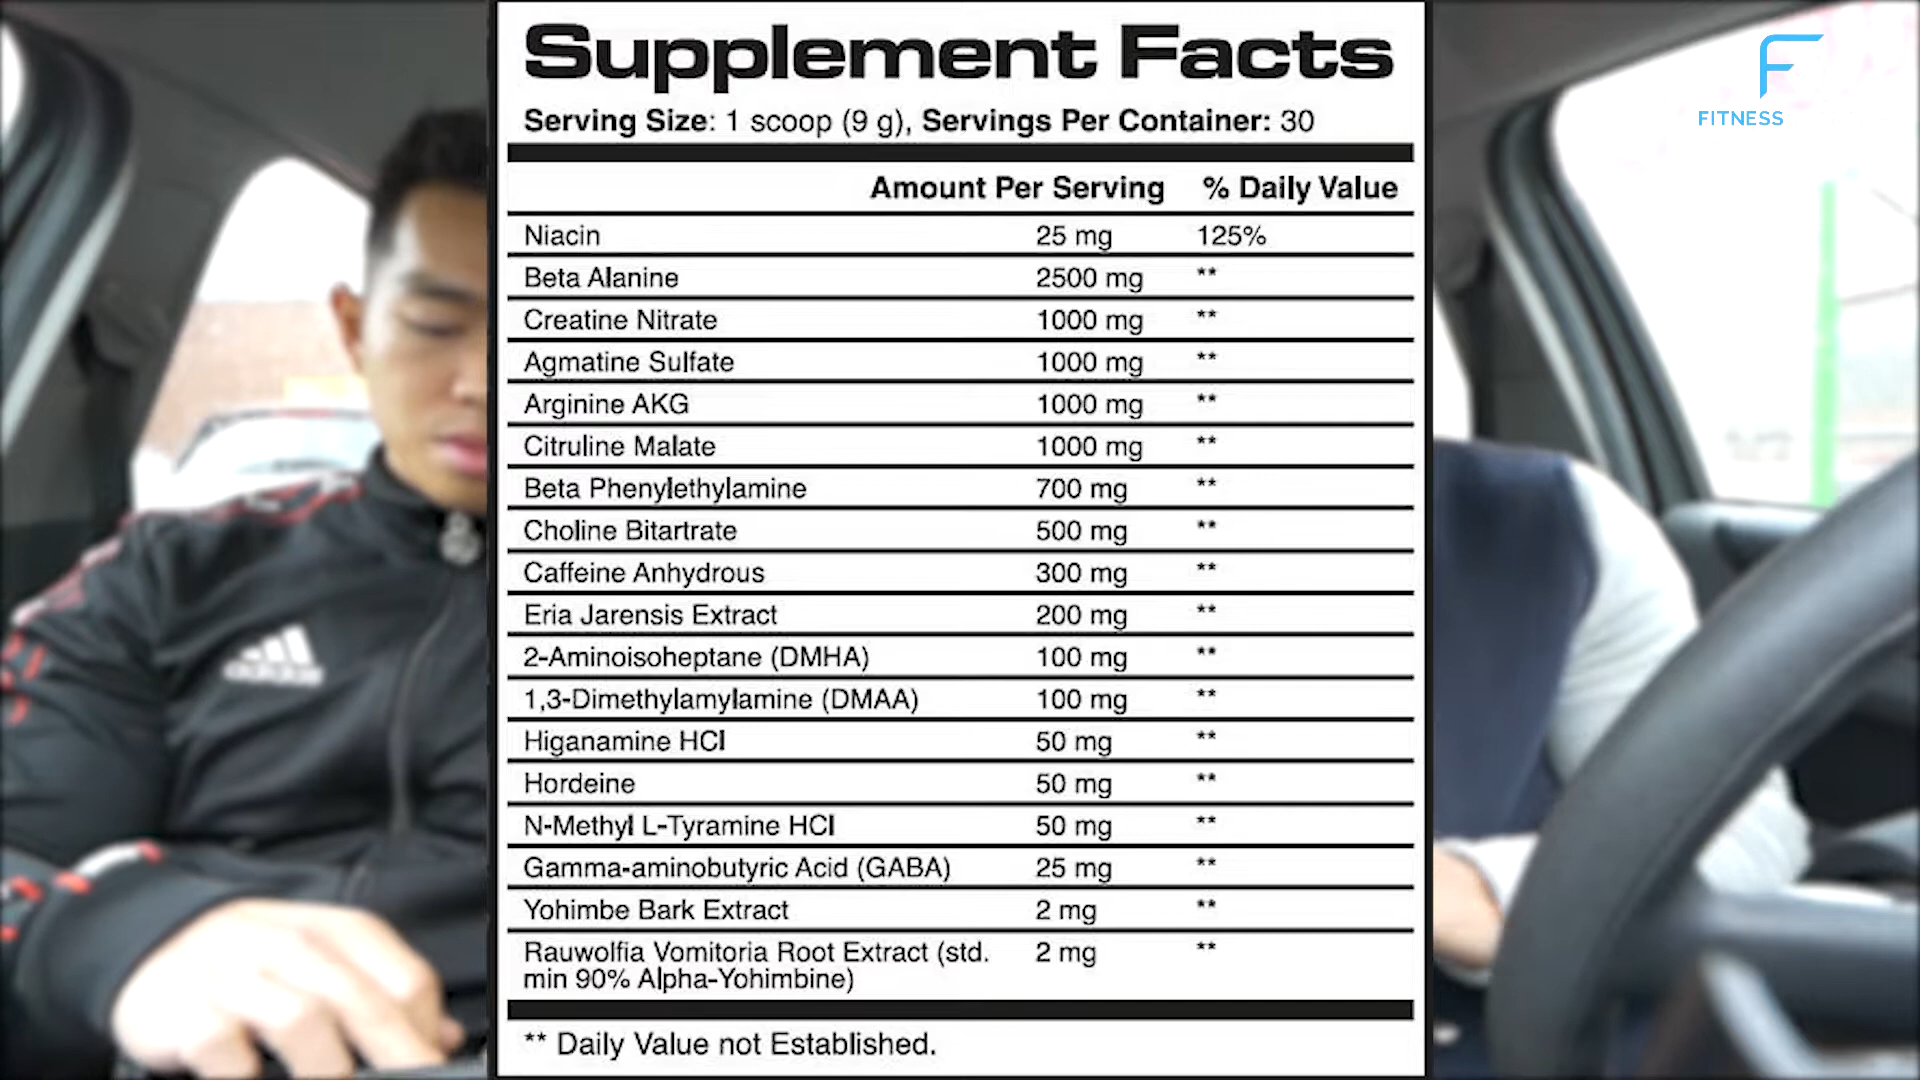 Supplement Facts
Serving Size: 1 scoop (9 g), Servings Per Container: 30
Amount Per Serving % Daily Value
Niacin 25 mg 125%
Beta Alanine 2500 mg **
Creatine Nitrate 1000 mg **
Agmatine Sulfate 1000 mg **
Arginine AKG 1000 mg **
Citruline Malate 1000 mg **
Beta Phenylethylamine 700 mg **
Choline Bitartrate 500 mg **
Caffeine Anhydrous 300 mg **
Eria Jarensis Extract 200 mg **
2-Aminoisoheptane (DMHA) 100 mg **
1,3-Dimethylamylamine (DMAA) 100 mg **
Higanamine HCl 50 mg **
Hordeine 50 mg **
N-Methyl L-Tyramine HCl 50 mg **
Gamma-aminobutyric Acid (GABA) 25 mg **
Yohimbe Bark Extract 2 mg **
Rauwolfia Vomitoria Root Extract (std. 2 mg **
min 90% Alpha-Yohimbine)
** Daily Value not Established.
F
FITNESS
adidas